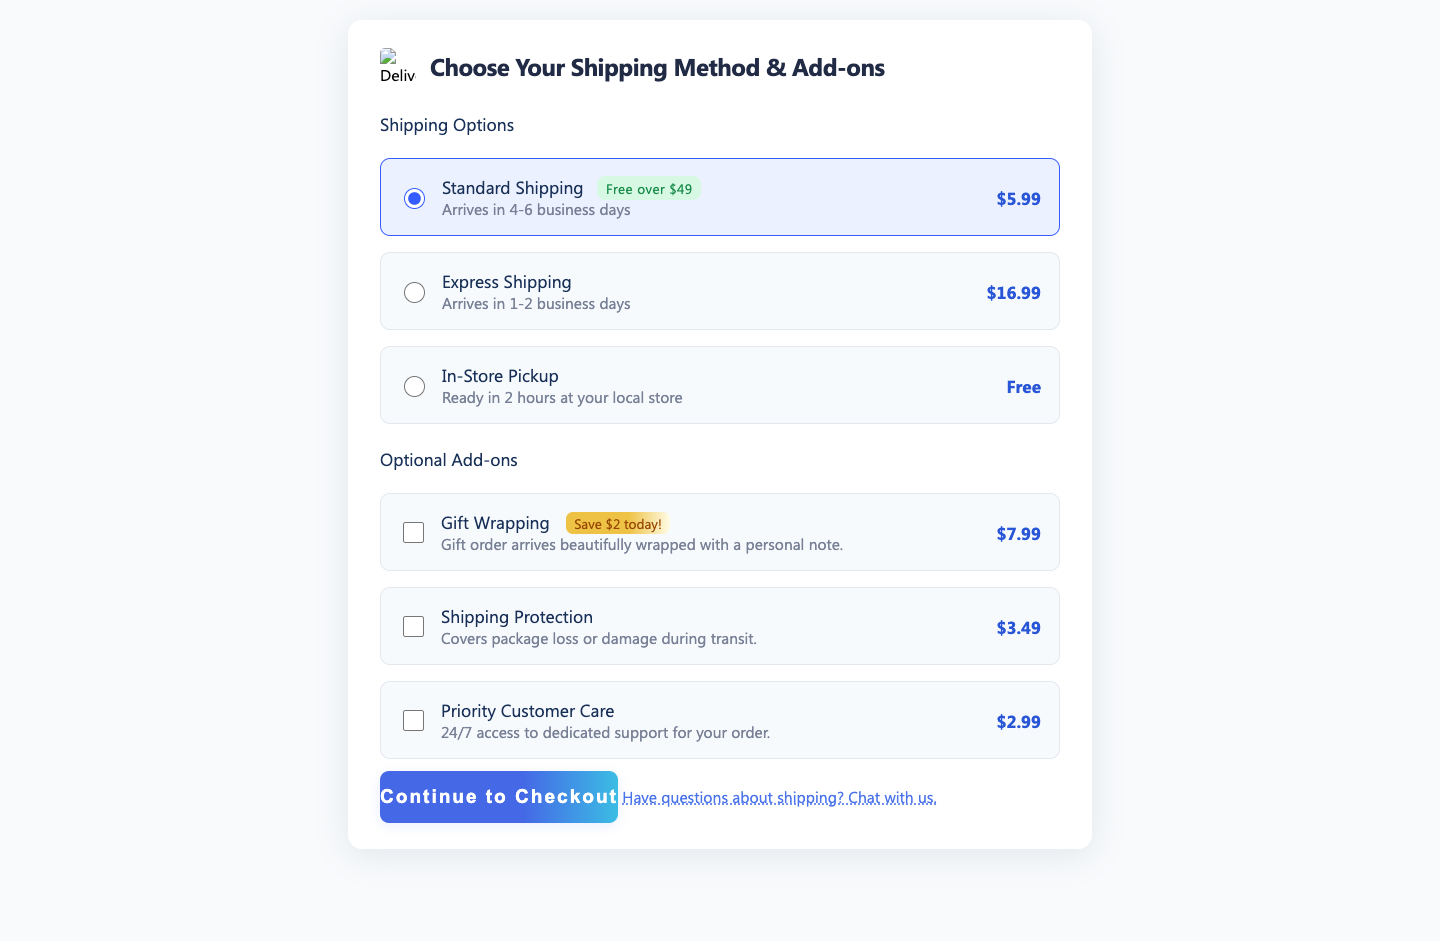 Choose Your Shipping Method & Add-ons
Shipping Options
Standard Shipping Free over $49
Arrives in 4-6 business days
$5.99
Express Shipping
Arrives in 1-2 business days
$16.99
In-Store Pickup
Ready in 2 hours at your local store
Free
Optional Add-ons
Gift Wrapping Save $2 today!
Gift order arrives beautifully wrapped with a personal note.
$7.99
Shipping Protection
Covers package loss or damage during transit.
$3.49
Priority Customer Care
24/7 access to dedicated support for your order.
$2.99
Continue to Checkout Have questions about shipping? Chat with us.